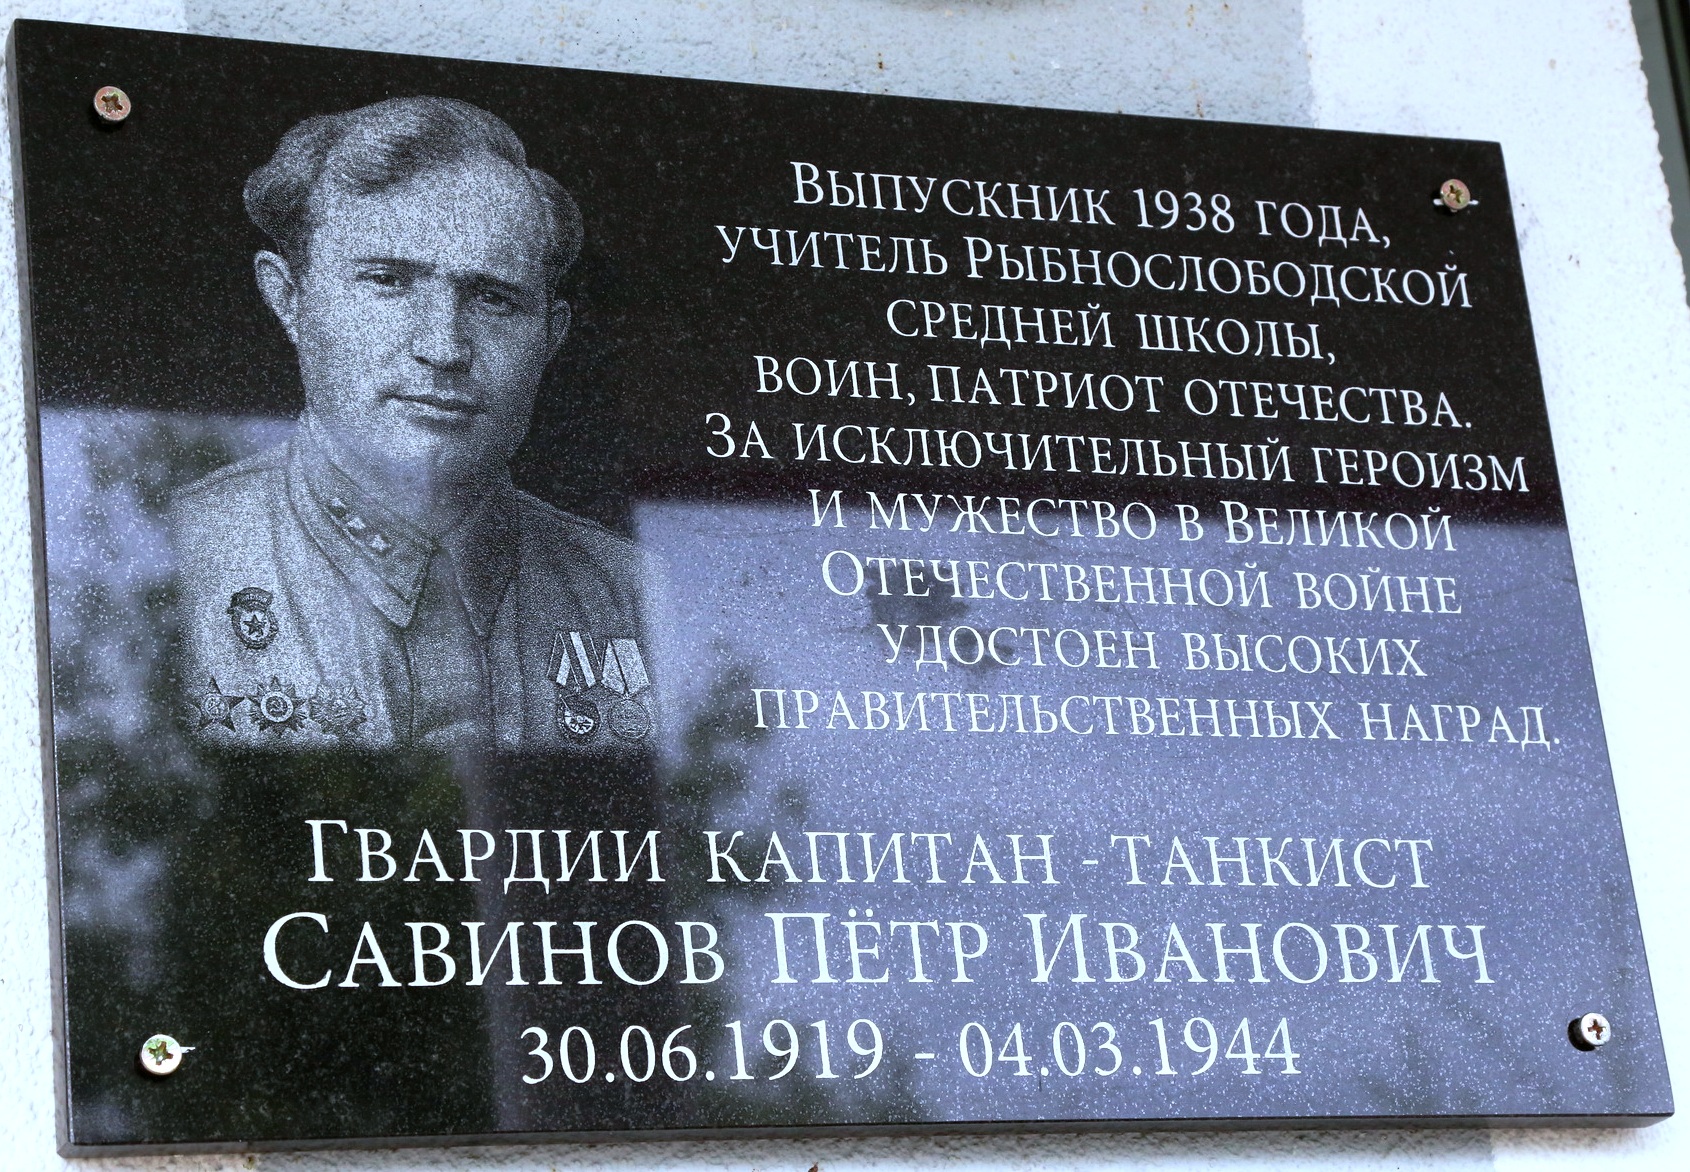 Выпускник 1938 года,
учитель Рыбнослободской
средней школы,
воин, патриот отечества.
За исключительный героизм
и мужество в Великой
Отечественной войне
удостоен высоких
правительственных наград.
Гвардии капитан - танкист
Савинов Пётр Иванович
30.06.1919 - 04.03.1944